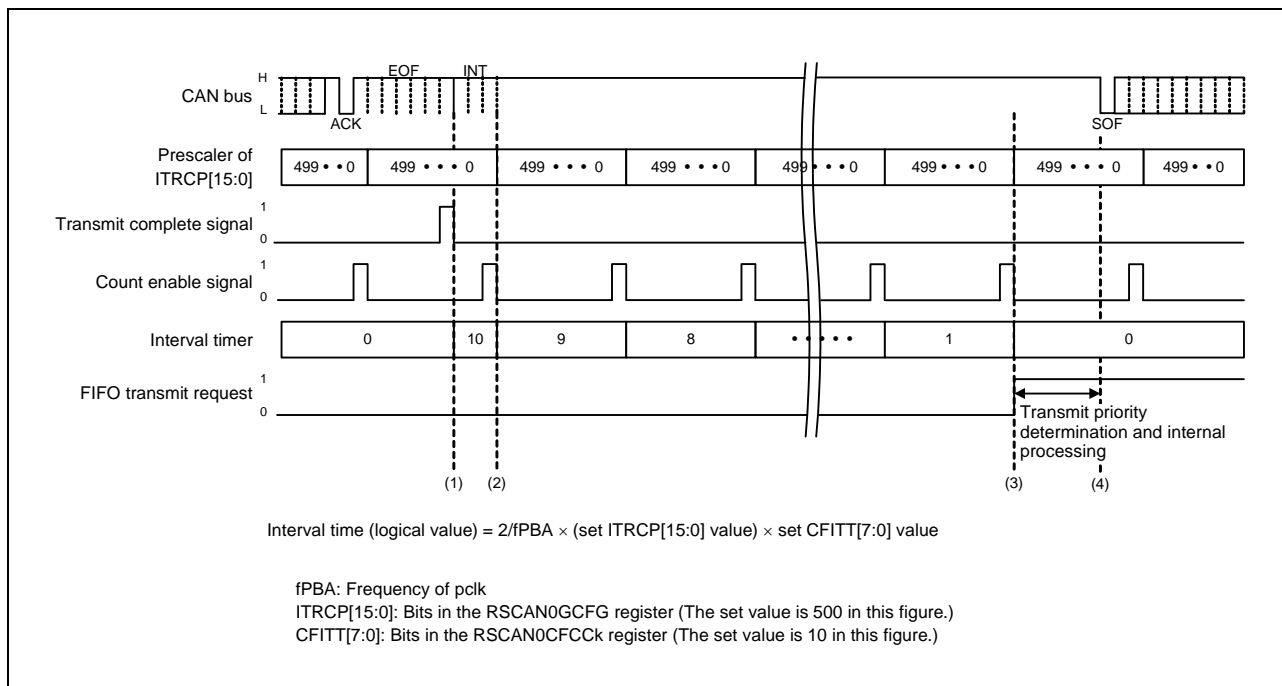 EOF INT
H
CAN bus
L
ACK SOF
Prescaler of
ITRCP[15:0]
499 • • 0 499 • • • 0 499 • • • 0 499 • • • 0 499 • • • 0 499 • • • 0 499 • • • 0 499 • • 0
1
Transmit complete signal
0
1
Count enable signal
0
Interval timer 0 10 9 8 • • • • • 1 0
1
FIFO transmit request
0
Transmit priority
determination and internal
processing
(1) (2) (3) (4)
Interval time (logical value) = 2/fPBA × (set ITRCP[15:0] value) × set CFITT[7:0] value
fPBA: Frequency of pclk
ITRCP[15:0]: Bits in the RSCAN0GCFG register (The set value is 500 in this figure.)
CFITT[7:0]: Bits in the RSCAN0CFCCk register (The set value is 10 in this figure.)